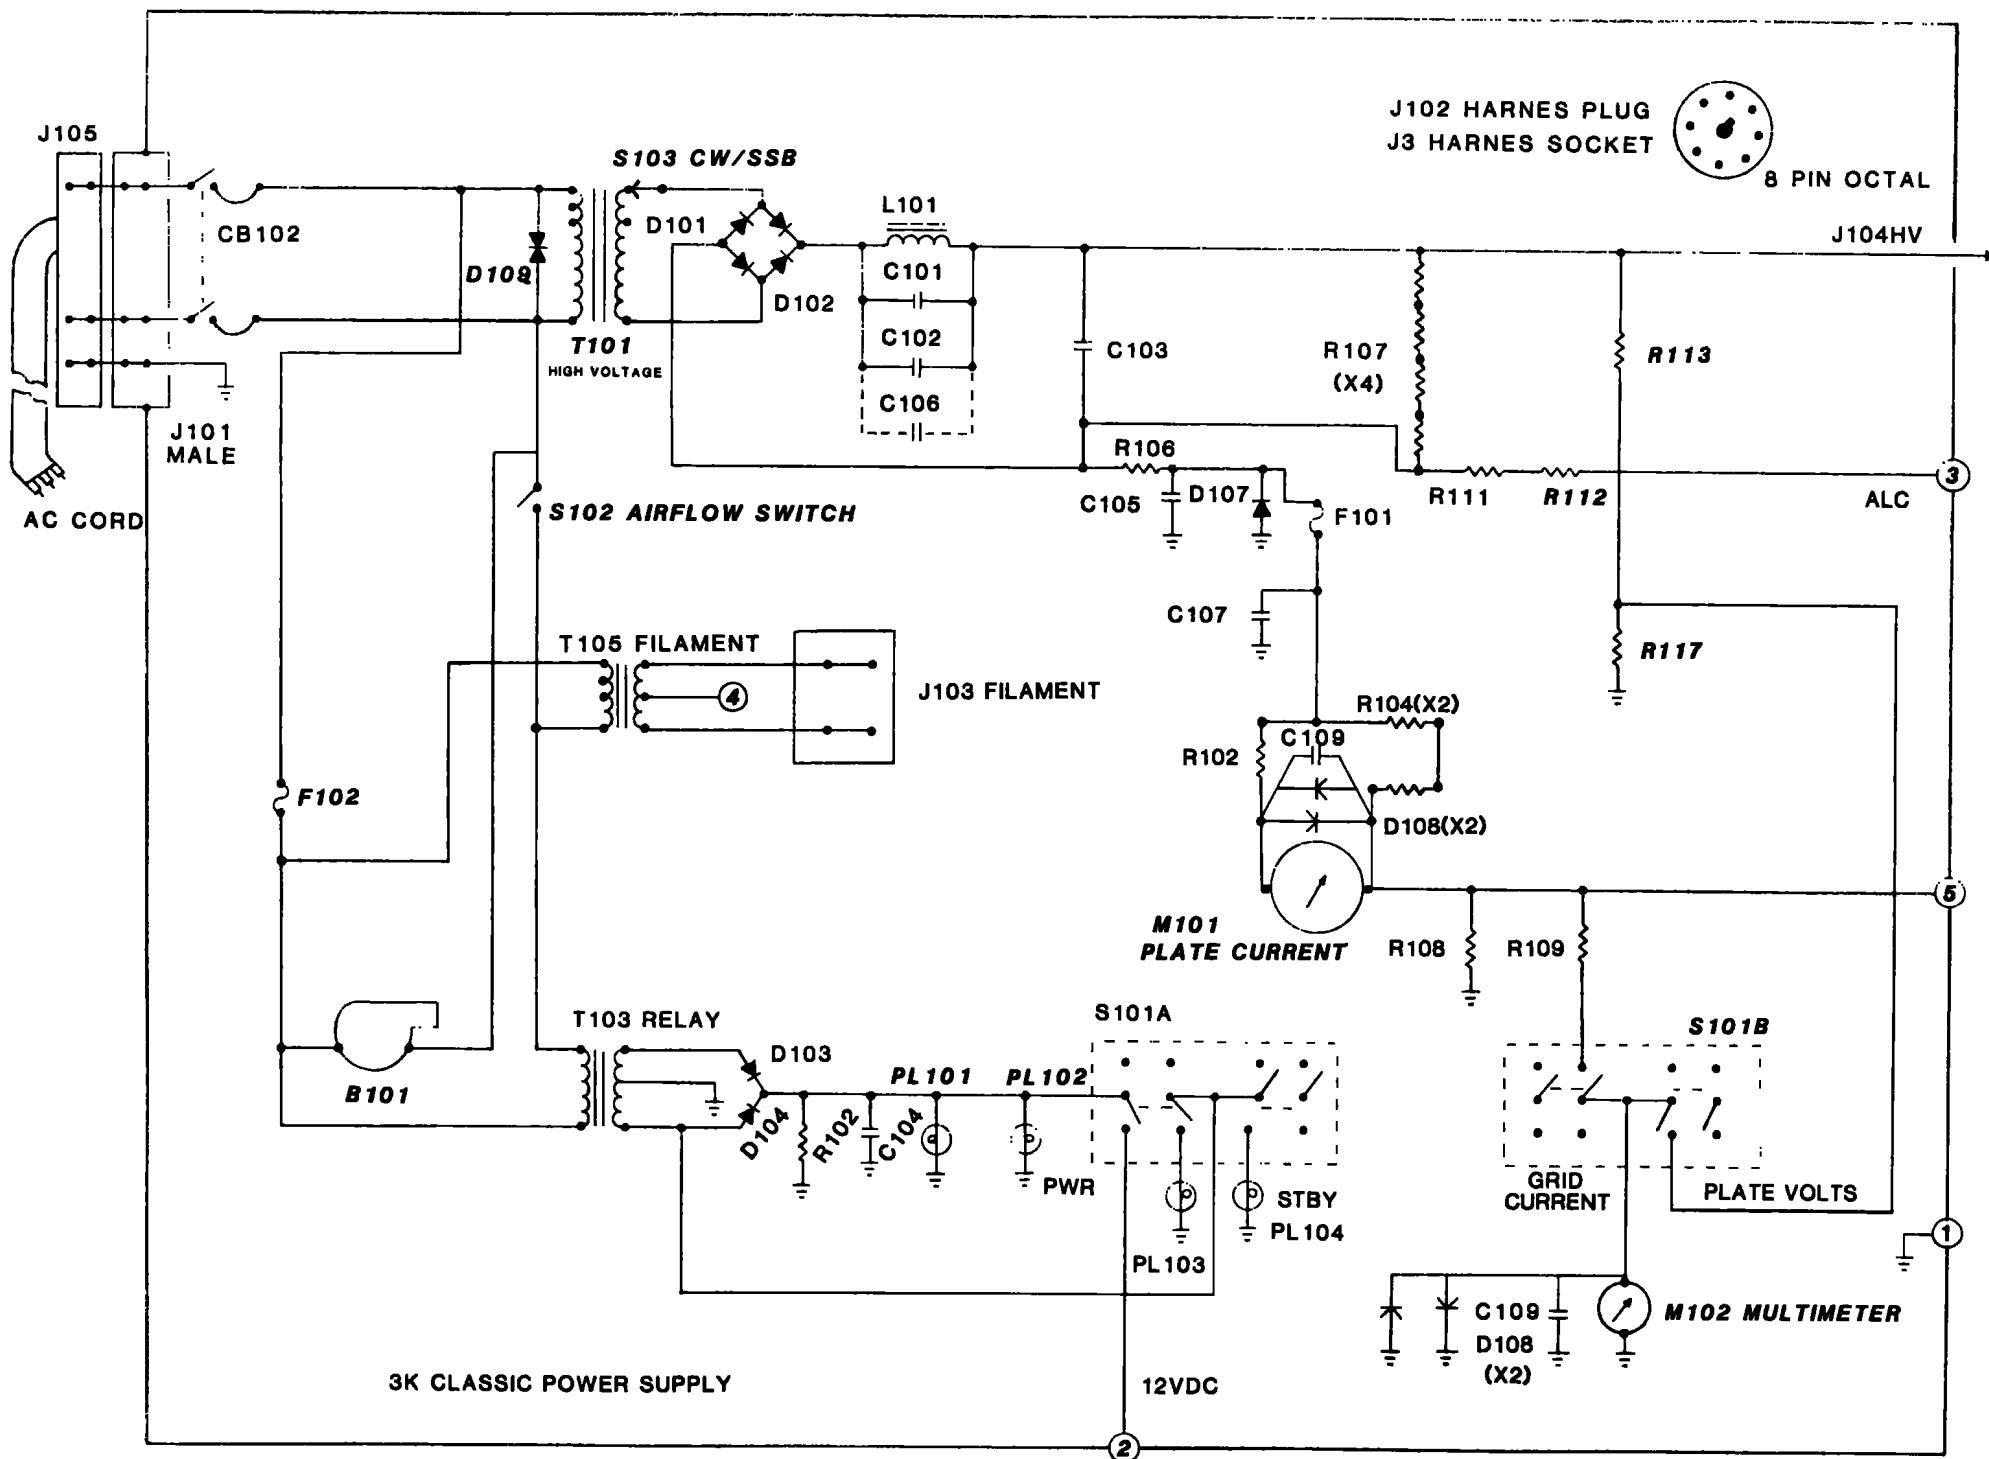 J105
S103 CW/SSB
J102 HARNES PLUG
J3 HARNES SOCKET
8 PIN OCTAL
CB102
D109
T101
HIGH VOLTAGE
D101
D102
L101
C101
C102
C106
J104HV
C103
R107
(X4)
R113
J101
MALE
AC CORD
S102 AIRFLOW SWITCH
R106
C105
D107
F101
R111
R112
ALC
3
C107
R117
T105 FILAMENT
4
J103 FILAMENT
R104(X2)
C109
R102
D108(X2)
F102
M101
PLATE CURRENT
R108
R109
5
B101
T103 RELAY
D103
D104
R102
C104
PL101
PL102
PWR
S101A
STBY
PL104
PL103
S101B
GRID
CURRENT
PLATE VOLTS
1
C109
D108
(X2)
M102 MULTIMETER
3K CLASSIC POWER SUPPLY
12VDC
2